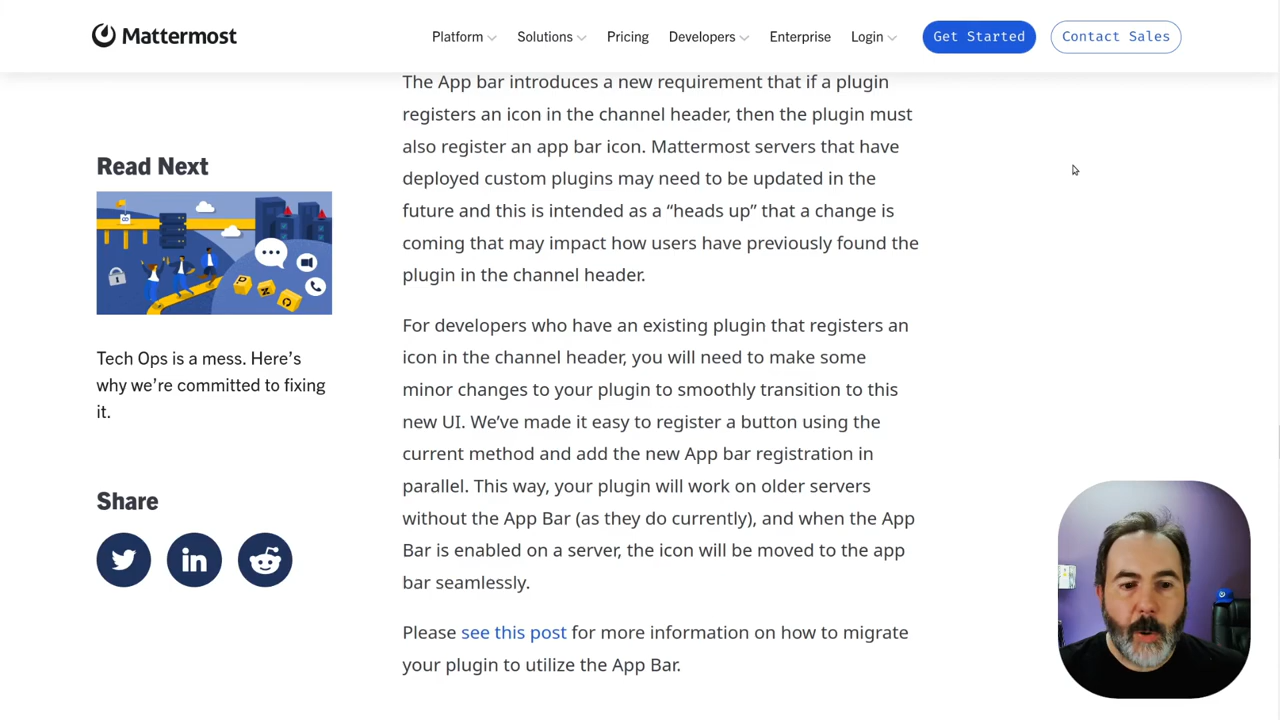 Mattermost
Platform
Solutions
Pricing
Developers
Enterprise
Login
Get Started
Contact Sales
The App bar introduces a new requirement that if a plugin
registers an icon in the channel header, then the plugin must
also register an app bar icon. Mattermost servers that have
deployed custom plugins may need to be updated in the
future and this is intended as a “heads up” that a change is
coming that may impact how users have previously found the
plugin in the channel header.
For developers who have an existing plugin that registers an
icon in the channel header, you will need to make some
minor changes to your plugin to smoothly transition to this
new UI. We’ve made it easy to register a button using the
current method and add the new App bar registration in
parallel. This way, your plugin will work on older servers
without the App Bar (as they do currently), and when the App
Bar is enabled on a server, the icon will be moved to the app
bar seamlessly.
Please see this post for more information on how to migrate
your plugin to utilize the App Bar.
Read Next
Tech Ops is a mess. Here’s
why we’re committed to fixing
it.
Share